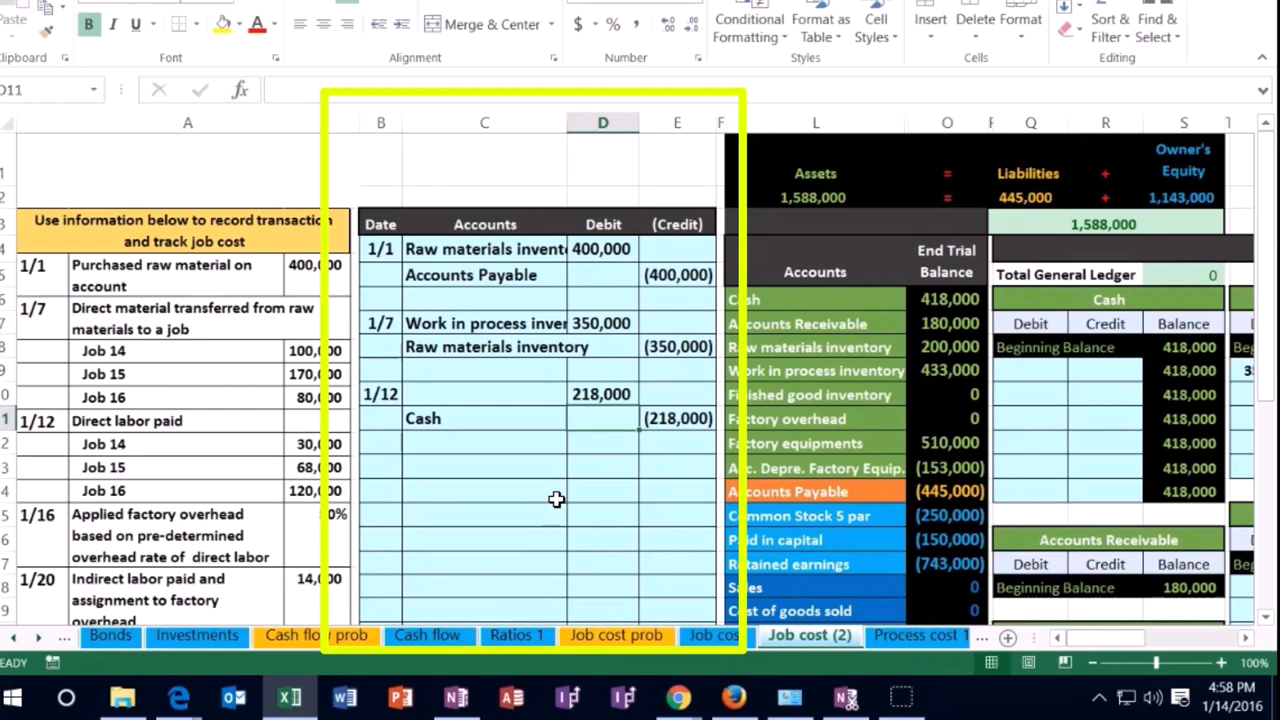 Paste
B I U
Merge & Center
$ % ,
Conditional Formatting
Format as Table
Cell Styles
Insert Delete Format
Sort & Filter
Find & Select
Clipboard Font Alignment Number Styles Cells Editing
D11 fx
A B C D E F L O P Q R S T
Owner's Equity
Assets = Liabilities +
1,588,000 = 445,000 + 1,143,000
1,588,000
Use information below to record transaction
and track job cost
1/1 Purchased raw material on account 400,000
1/7 Direct material transferred from raw materials to a job
Job 14 100,000
Job 15 170,000
Job 16 80,000
1/12 Direct labor paid
Job 14 30,000
Job 15 68,000
Job 16 120,000
1/16 Applied factory overhead based on pre-determined overhead rate of direct labor 50%
1/20 Indirect labor paid and assignment to factory overhead 14,000
Date Accounts Debit (Credit)
1/1 Raw materials invent 400,000
Accounts Payable (400,000)
1/7 Work in process inver 350,000
Raw materials inventory (350,000)
1/12 218,000
Cash (218,000)
Accounts End Trial Balance
Cash 418,000
Accounts Receivable 180,000
Raw materials inventory 200,000
Work in process inventory 433,000
Finished good inventory 0
Factory overhead 0
Factory equipments 510,000
Acc. Depre. Factory Equip. (153,000)
Accounts Payable (445,000)
Common Stock 5 par (250,000)
Paid in capital (150,000)
Retained earnings (743,000)
Sales 0
Cost of goods sold 0
Total General Ledger 0
Cash
Debit Credit Balance
Beginning Balance 418,000
418,000
418,000
418,000
418,000
418,000
418,000
Accounts Receivable
Debit Credit Balance
Beginning Balance 180,000
... Bonds Investments Cash flow prob Cash flow Ratios 1 Job cost prob Job cost Job cost (2) Process cost 1 ...
READY 100%
4:58 PM
1/14/2016